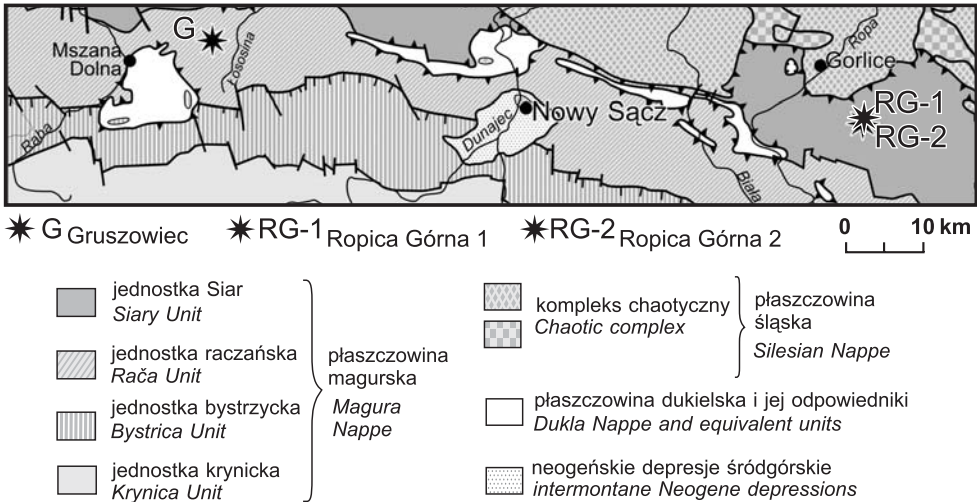 G
Mszana
Dolna
Łososina
Ropa
Gorlice
RG-1
RG-2
Raba
Dunajec
Nowy Sącz
Biała
G Gruszowiec
RG-1 Ropica Górna 1
RG-2 Ropica Górna 2
0 10 km
jednostka Siar
Siary Unit
jednostka raczańska
Rača Unit
jednostka bystrzycka
Bystrica Unit
jednostka krynicka
Krynica Unit
płaszczowina
magurska
Magura
Nappe
kompleks chaotyczny
Chaotic complex
płaszczowina
śląska
Silesian Nappe
płaszczowina dukielska i jej odpowiedniki
Dukla Nappe and equivalent units
neogeńskie depresje śródgórskie
intermontane Neogene depressions